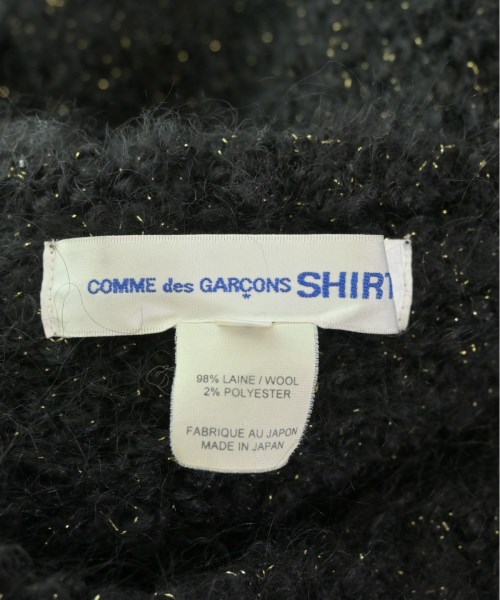 COMME des GARÇONS SHIRT
98% LAINE / WOOL
2% POLYESTER
FABRIQUE AU JAPON
MADE IN JAPAN